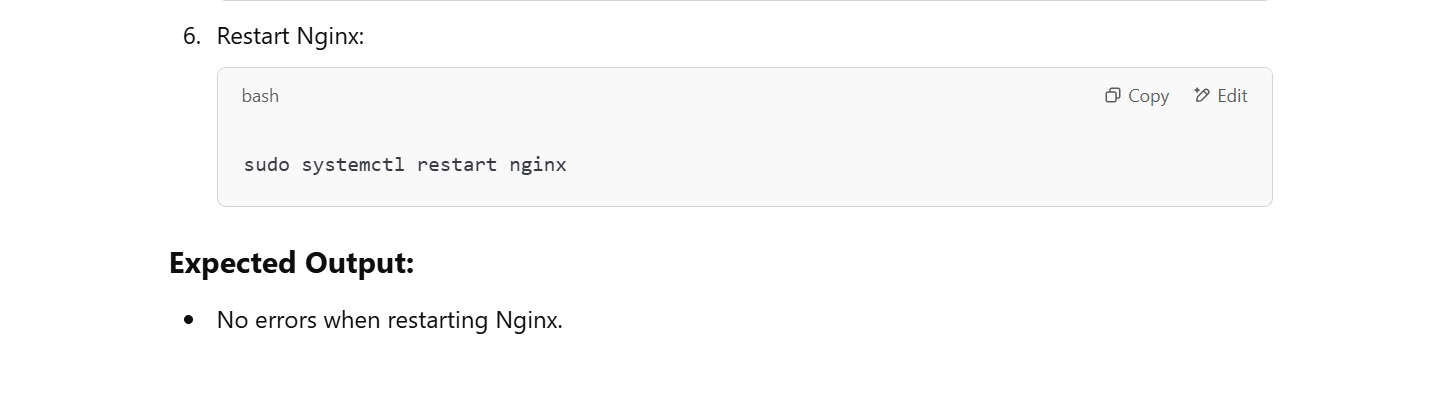 6. Restart Nginx:
bash
Copy
Edit
sudo systemctl restart nginx
Expected Output:
• No errors when restarting Nginx.